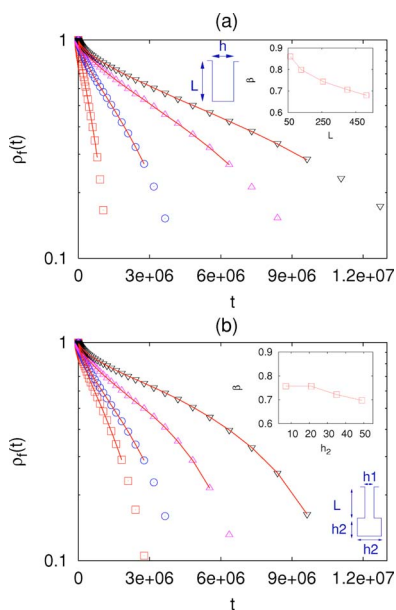 (a)
1
0.1
ρf(t)
h
L
0.9
0.8
0.7
0.6
β
50 250 450
L
0 3e+06 6e+06 9e+06 1.2e+07
t
(b)
1
0.1
ρf(t)
0.9
0.8
0.7
0.6
β
10 20 30 40 50
h2
h1
L
h2
h2
0 3e+06 6e+06 9e+06 1.2e+07
t